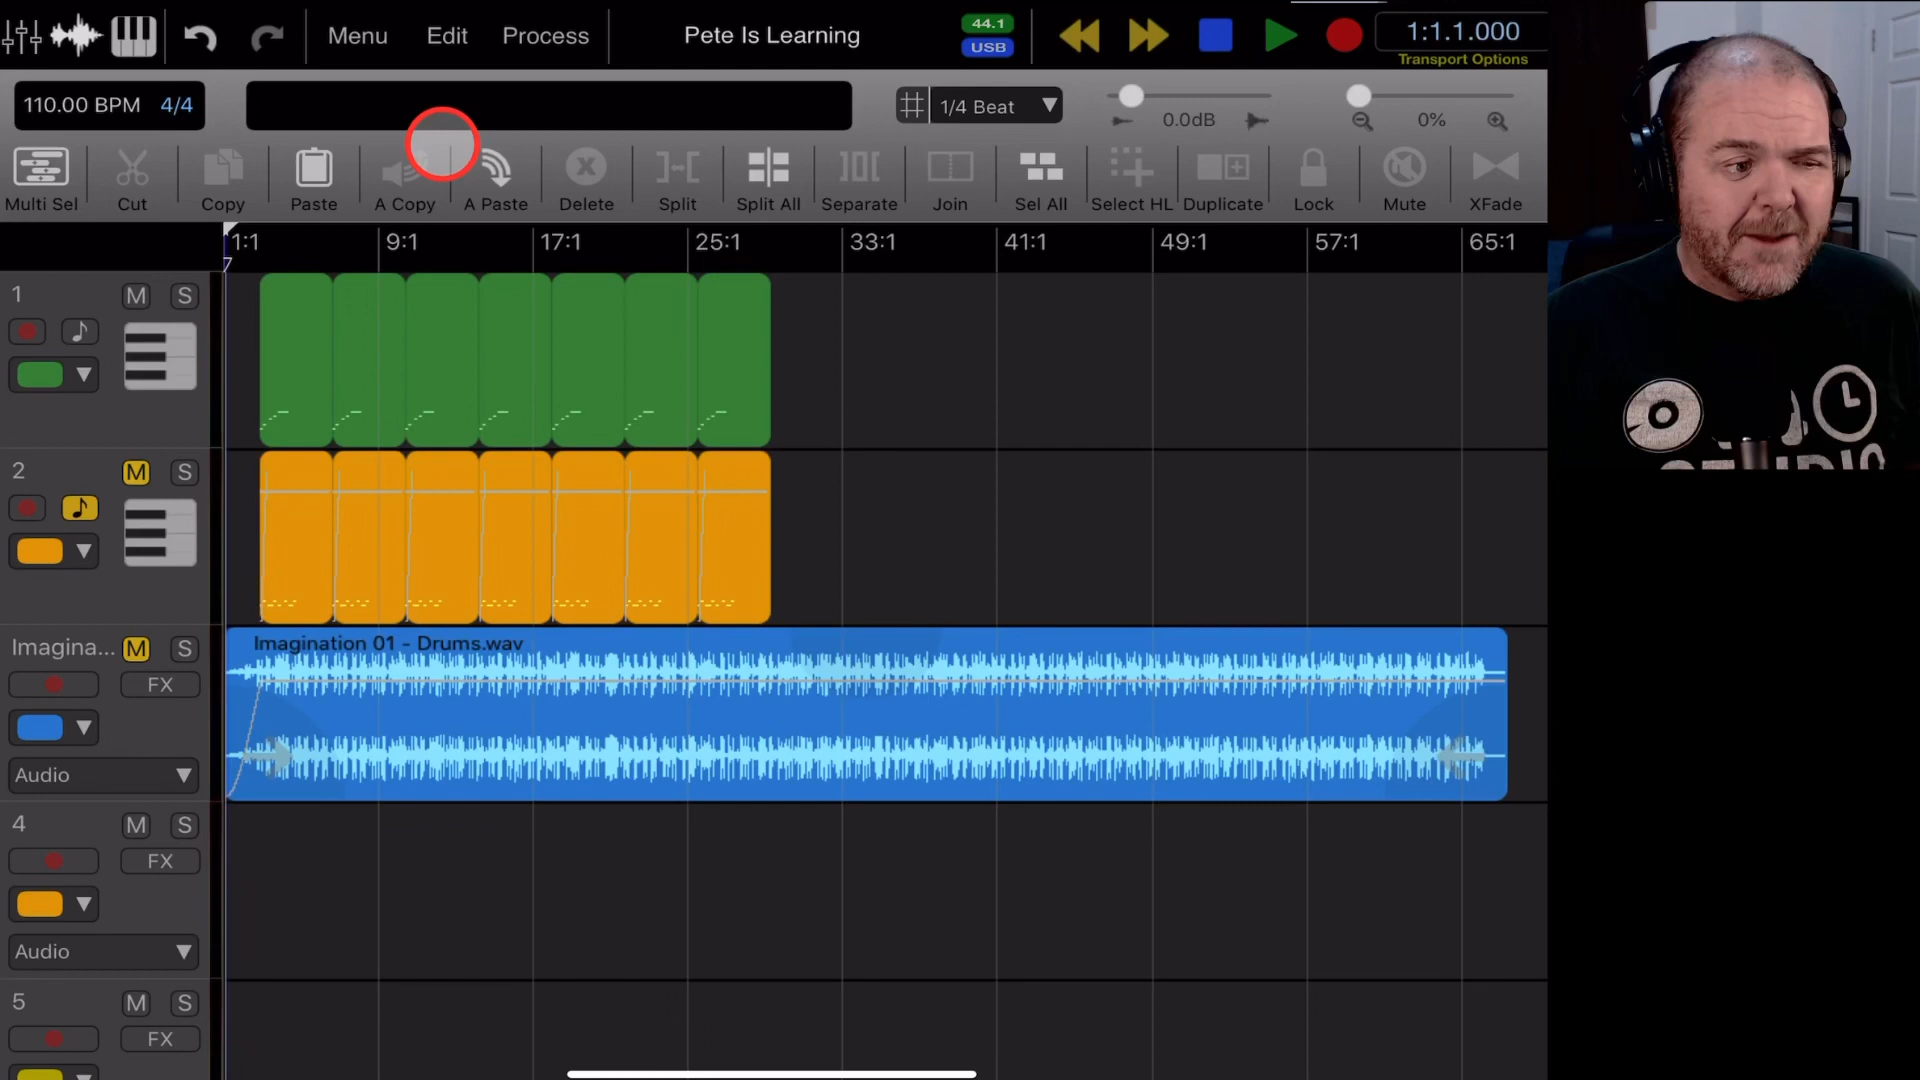 Menu Edit Process Pete Is Learning 44.1 USB 1:1.1.000
Transport Options
110.00 BPM 4/4 1/4 Beat 0.0dB 0%
Multi Sel Cut Copy Paste A Copy A Paste Delete Split Split All Separate Join Sel All Select HL Duplicate Lock Mute XFade
1:1 9:1 17:1 25:1 33:1 41:1 49:1 57:1 65:1
1 M S
2 M S
Imagina... M S
Imagination 01 - Drums.wav
FX
Audio
4 M S
FX
Audio
5 M S
FX